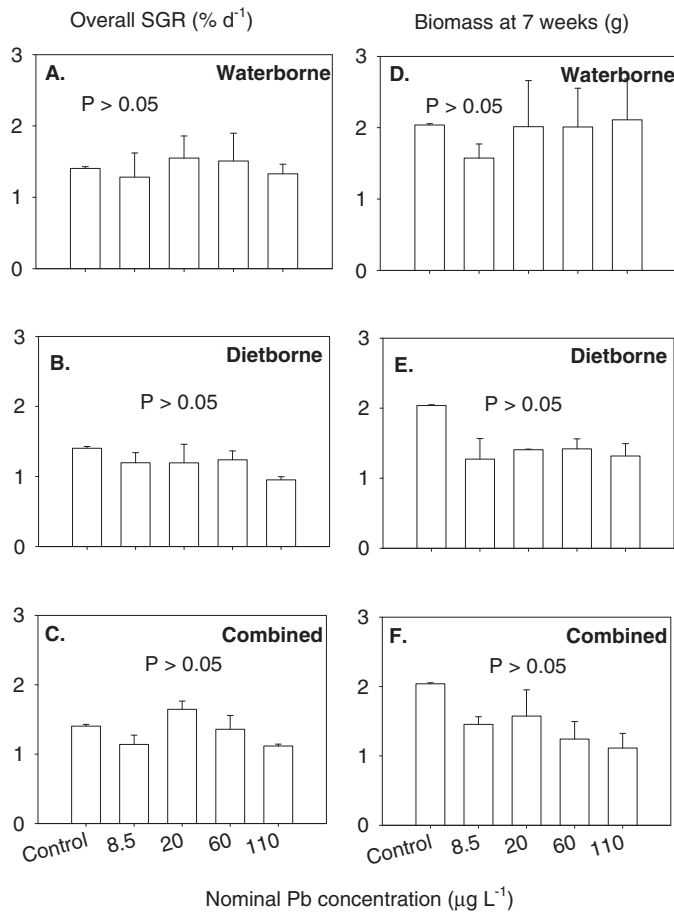 Overall SGR (% d⁻¹)
Biomass at 7 weeks (g)
3
2
1
0
A.
Waterborne
P > 0.05
3
2
1
0
D.
Waterborne
P > 0.05
3
2
1
0
B.
Dietborne
P > 0.05
3
2
1
0
E.
Dietborne
P > 0.05
3
2
1
0
C.
Combined
P > 0.05
Control 8.5 20 60 110
3
2
1
0
F.
Combined
P > 0.05
Control 8.5 20 60 110
Nominal Pb concentration (μg L⁻¹)